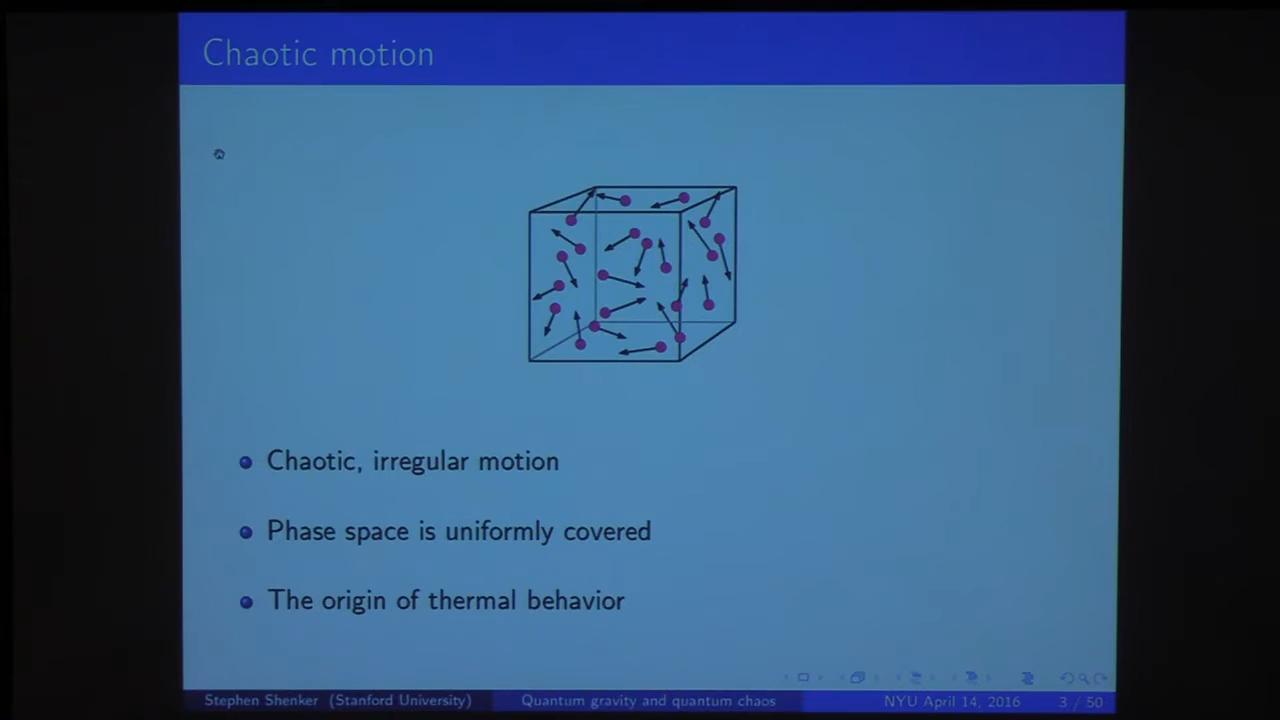 Chaotic motion
Chaotic, irregular motion
Phase space is uniformly covered
The origin of thermal behavior
Stephen Shenker (Stanford University) Quantum gravity and quantum chaos NYU April 14, 2016 3 / 50